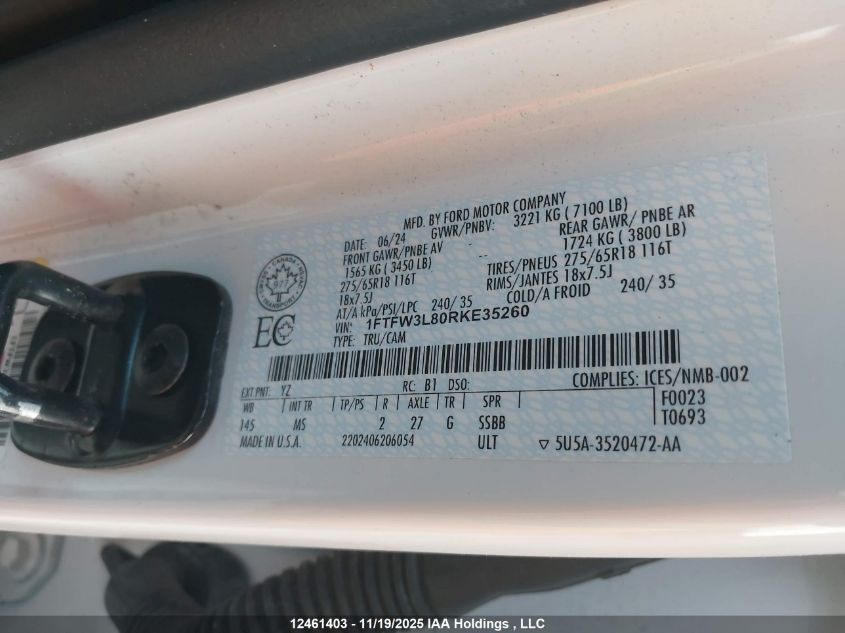 MFD. BY FORD MOTOR COMPANY
DATE: 06/24 GVWR/PNBV: 3221 KG ( 7100 LB)
FRONT GAWR/PNBE AV REAR GAWR/ PNBE AR
1565 KG ( 3450 LB) 1724 KG ( 3800 LB)
275/65R18 116T TIRES/PNEUS 275/65R18 116T
18x7.5J RIMS/JANTES 18x7.5J
AT/A kPa/PSI/LPC 240/ 35 COLD/A FROID 240/ 35
VIN: 1FTFW3L80RKE35260
TYPE: TRU/CAM
CANADA
977
TRANSPORT
EC
EXT PNT: YZ RC: B1 DSO: COMPLIES: ICES/NMB-002
WB INT TR TP/PS R AXLE TR SPR F0023
145 MS 2 27 G SSBB T0693
MADE IN U.S.A. 2202406206054 ULT ▽ 5U5A-3520472-AA
12461403 - 11/19/2025 IAA Holdings , LLC